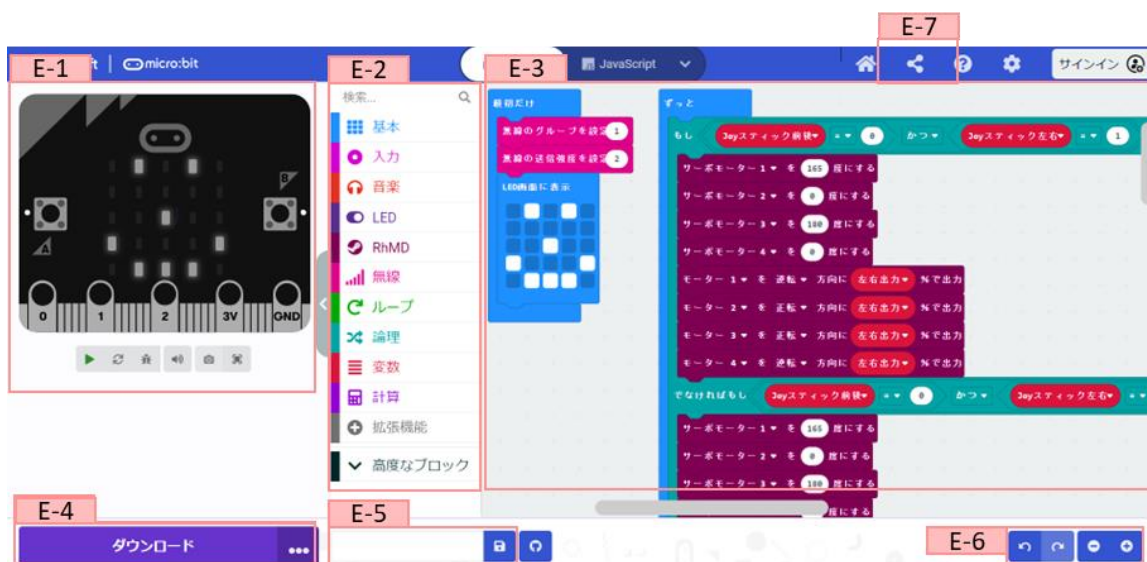 E-7
ft
micro:bit
JavaScript
サインイン
E-1
E-2
E-3
検索...
基本
入力
音楽
LED
RhMD
無線
ループ
論理
変数
計算
拡張機能
高度なブロック
A
B
0
1
2
3V
GND
最初だけ
無線のグループを設定 1
無線の送信強度を設定 2
LED画面に表示
ずっと
もし Joyスティック前後 = 0 かつ Joyスティック左右 = 1
サーボモーター 1 を 165 度にする
サーボモーター 2 を 0 度にする
サーボモーター 3 を 180 度にする
サーボモーター 4 を 0 度にする
モーター 1 を 逆転 方向に 左右出力 %で出力
モーター 2 を 正転 方向に 左右出力 %で出力
モーター 3 を 正転 方向に 左右出力 %で出力
モーター 4 を 逆転 方向に 左右出力 %で出力
でなければもし Joyスティック前後 = 0 かつ Joyスティック左右 =
サーボモーター 1 を 165 度にする
サーボモーター 2 を 0 度にする
サーボモーター 3 を 180 度にする
度にする
E-4
E-5
E-6
ダウンロード